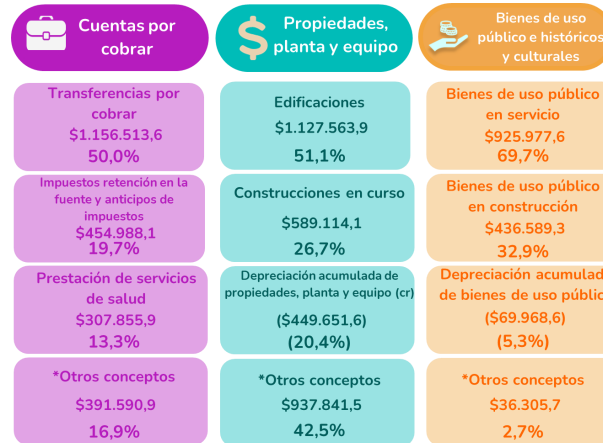 Cuentas por
cobrar
Transferencias por
cobrar
$1.156.513,6
50,0%
Impuestos retención en la
fuente y anticipos de
impuestos
$454.988,1
19,7%
Prestación de servicios
de salud
$307.855,9
13,3%
*Otros conceptos
$391.590,9
16,9%
Propiedades,
planta y equipo
Edificaciones
$1.127.563,9
51,1%
Construcciones en curso
$589.114,1
26,7%
Depreciación acumulada de
propiedades, planta y equipo (cr)
($449.651,6)
(20,4%)
*Otros conceptos
$937.841,5
42,5%
Bienes de uso
público e históricos
y culturales
Bienes de uso público
en servicio
$925.977,6
69,7%
Bienes de uso público
en construcción
$436.589,3
32,9%
Depreciación acumulad
de bienes de uso públic
($69.968,6)
(5,3%)
*Otros conceptos
$36.305,7
2,7%